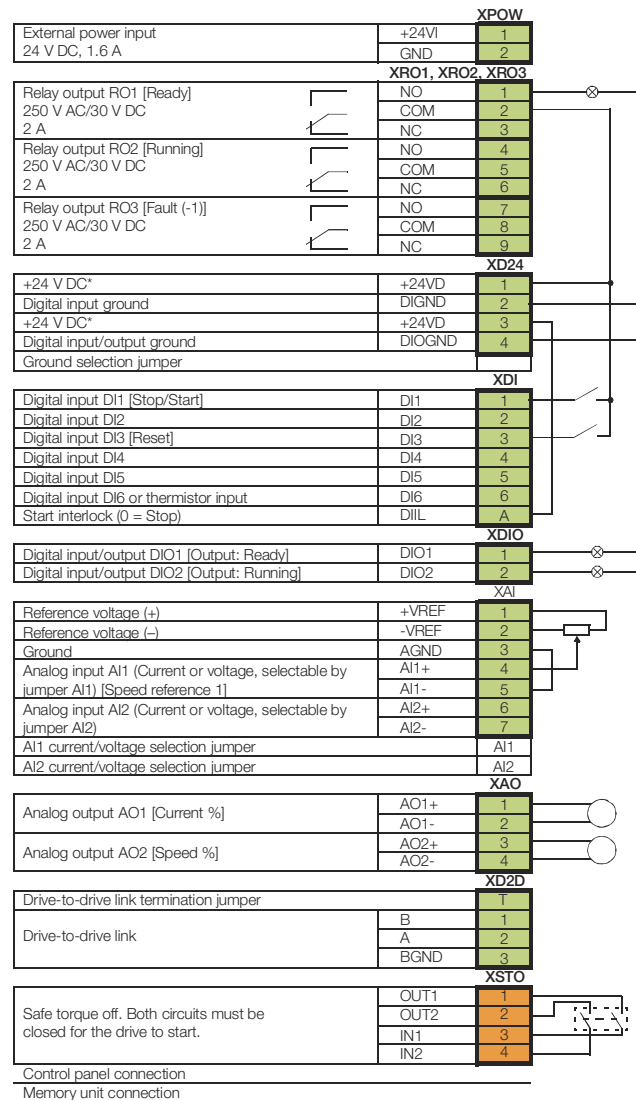 XPOW
External power input +24VI 1
24 V DC, 1.6 A GND 2
XRO1, XRO2, XRO3
Relay output RO1 [Ready] NO 1
250 V AC/30 V DC COM 2
2 A NC 3
Relay output RO2 [Running] NO 4
250 V AC/30 V DC COM 5
2 A NC 6
Relay output RO3 [Fault (-1)] NO 7
250 V AC/30 V DC COM 8
2 A NC 9
XD24
+24 V DC* +24VD 1
Digital input ground DIGND 2
+24 V DC* +24VD 3
Digital input/output ground DIOGND 4
Ground selection jumper
XDI
Digital input DI1 [Stop/Start] DI1 1
Digital input DI2 DI2 2
Digital input DI3 [Reset] DI3 3
Digital input DI4 DI4 4
Digital input DI5 DI5 5
Digital input DI6 or thermistor input DI6 6
Start interlock (0 = Stop) DIIL A
XDIO
Digital input/output DIO1 [Output: Ready] DIO1 1
Digital input/output DIO2 [Output: Running] DIO2 2
XAI
Reference voltage (+) +VREF 1
Reference voltage (–) -VREF 2
Ground AGND 3
Analog input AI1 (Current or voltage, selectable by AI1+ 4
jumper AI1) [Speed reference 1] AI1- 5
Analog input AI2 (Current or voltage, selectable by AI2+ 6
jumper AI2) AI2- 7
AI1 current/voltage selection jumper AI1
AI2 current/voltage selection jumper AI2
XAO
Analog output AO1 [Current %] AO1+ 1
AO1- 2
Analog output AO2 [Speed %] AO2+ 3
AO2- 4
XD2D
Drive-to-drive link termination jumper T
Drive-to-drive link B 1
A 2
BGND 3
XSTO
OUT1 1
Safe torque off. Both circuits must be OUT2 2
closed for the drive to start. IN1 3
IN2 4
Control panel connection
Memory unit connection